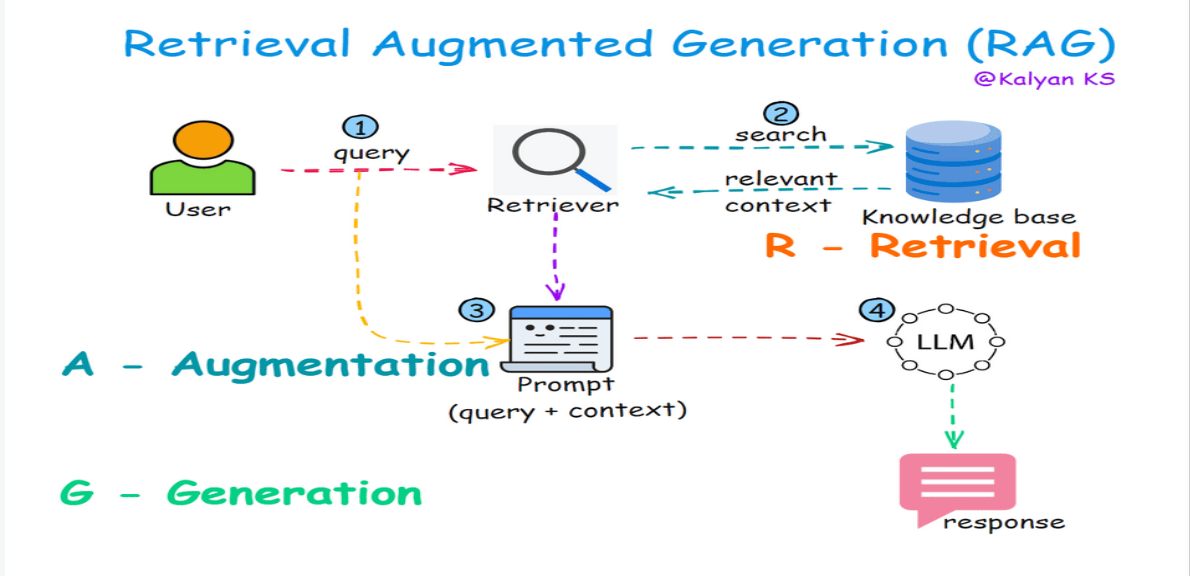 Retrieval Augmented Generation (RAG)
@Kalyan KS
1
query
2
search
relevant
context
User
Retriever
Knowledge base
R - Retrieval
3
4
LLM
A - Augmentation
Prompt
(query + context)
G - Generation
response